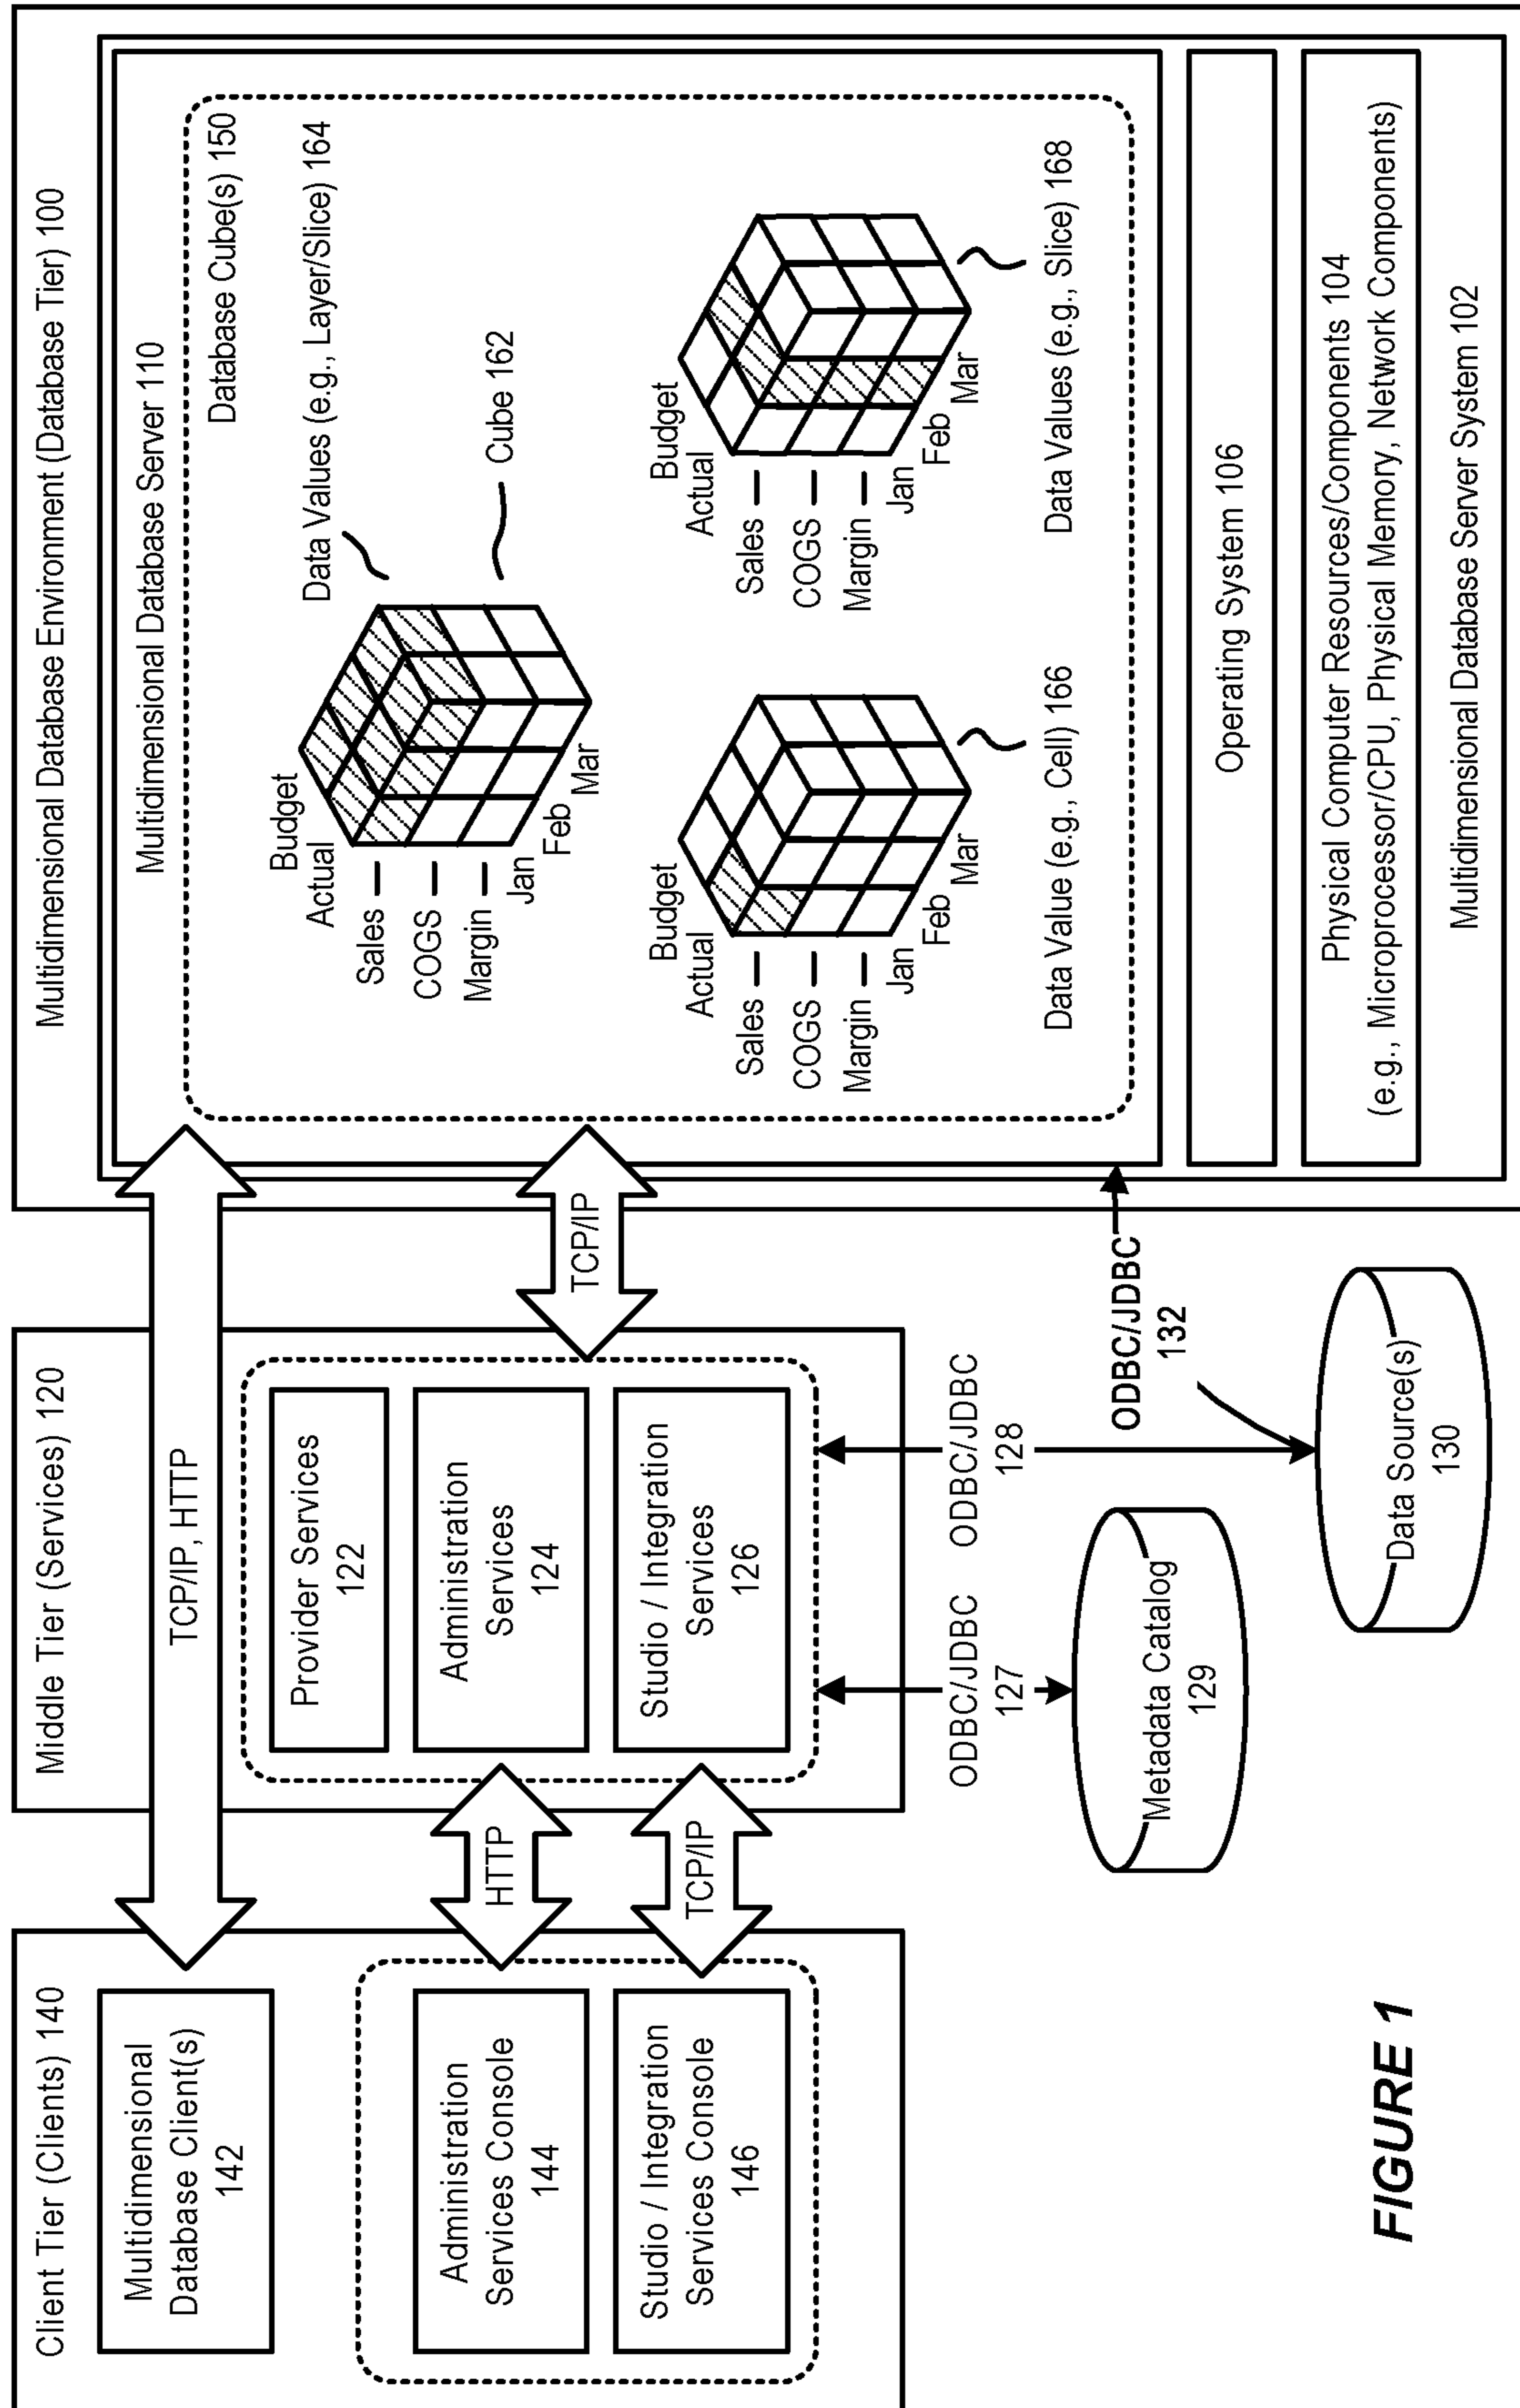 Client Tier (Clients) 140
Multidimensional
Database Client(s)
142
Administration
Services Console
144
Studio / Integration
Services Console
146
TCP/IP, HTTP
HTTP
TCP/IP
Middle Tier (Services) 120
Provider Services
122
Administration
Services
124
Studio / Integration
Services
126
ODBC/JDBC
127
ODBC/JDBC
128
Metadata Catalog
129
Data Source(s)
130
ODBC/JDBC
132
TCP/IP
Multidimensional Database Environment (Database Tier) 100
Multidimensional Database Server 110
Database Cube(s) 150
Budget
Actual
Sales
COGS
Margin
Jan
Feb
Mar
Data Values (e.g., Layer/Slice) 164
Cube 162
Budget
Actual
Sales
COGS
Margin
Jan
Feb
Mar
Data Value (e.g., Cell) 166
Budget
Actual
Sales
COGS
Margin
Jan
Feb
Mar
Data Values (e.g., Slice) 168
Operating System 106
Physical Computer Resources/Components 104
(e.g., Microprocessor/CPU, Physical Memory, Network Components)
Multidimensional Database Server System 102
FIGURE 1